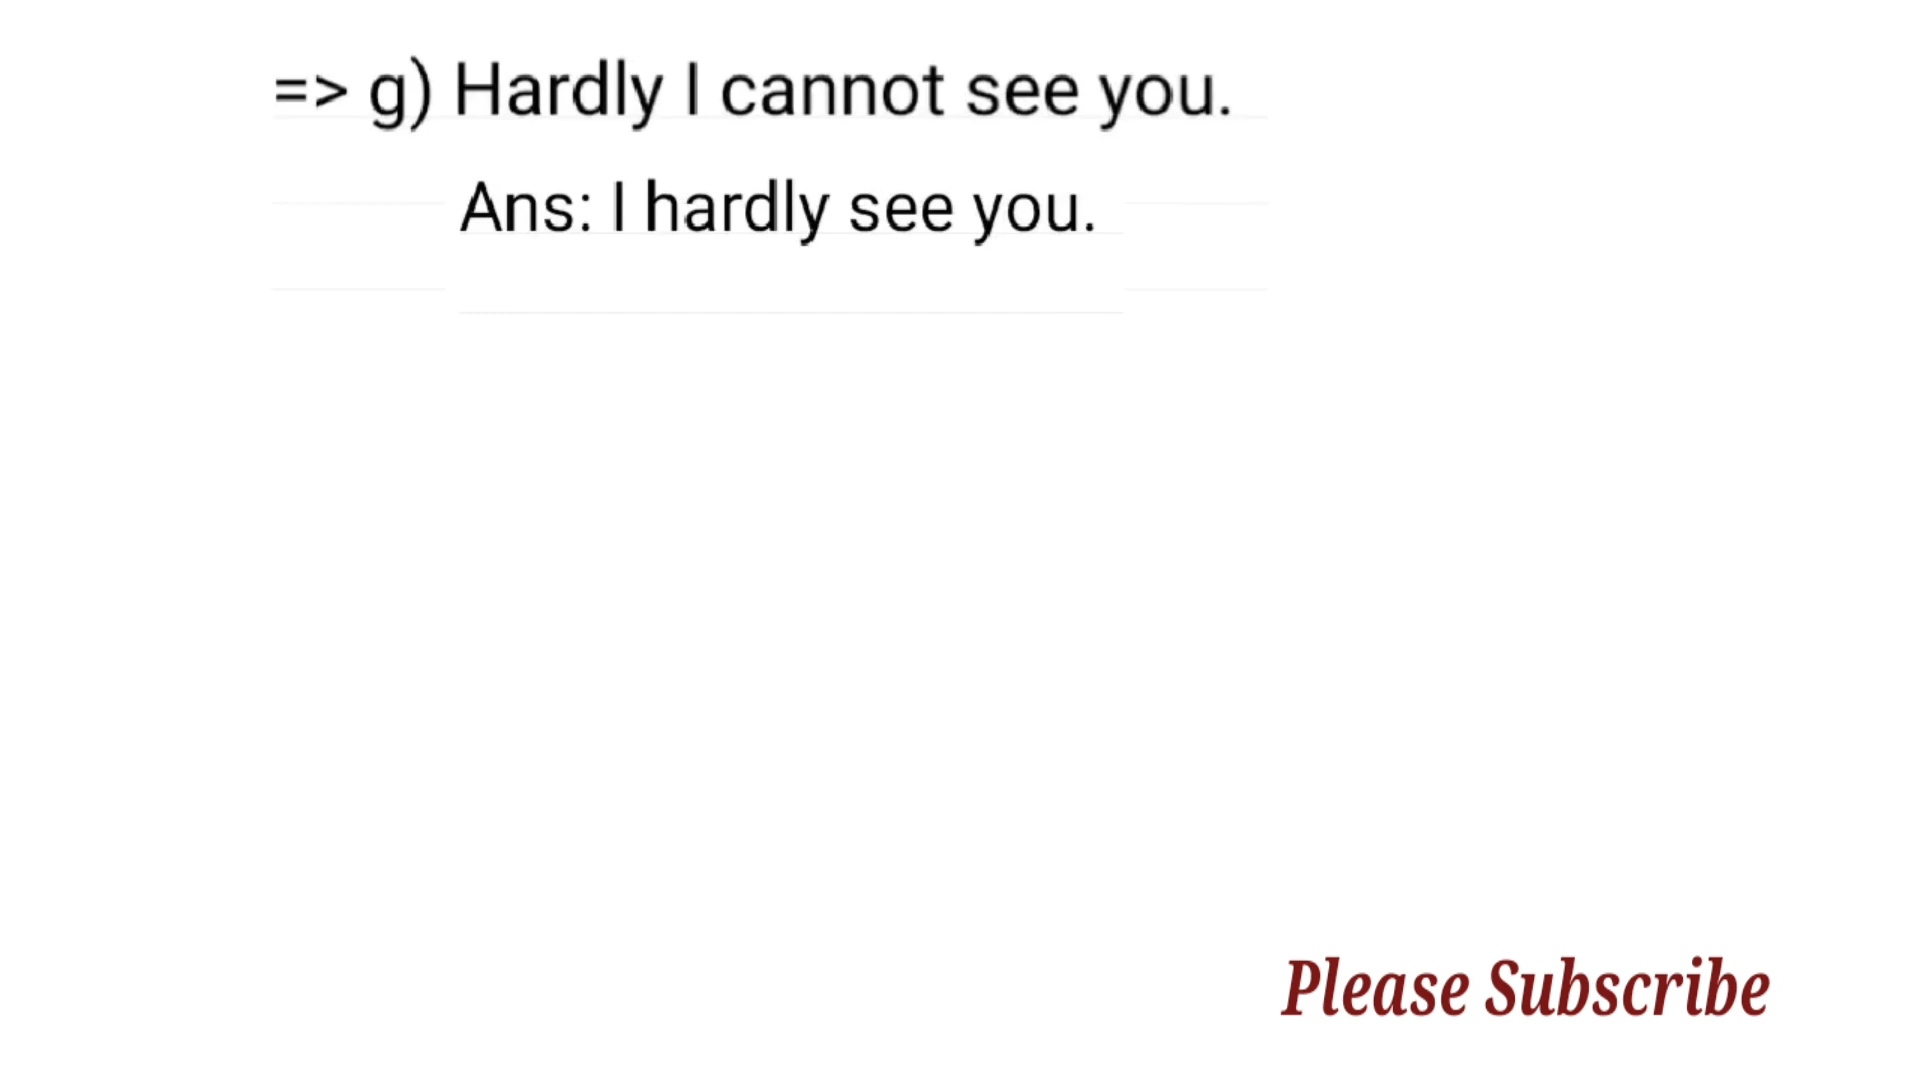 => g) Hardly I cannot see you.
Ans: I hardly see you.
Please Subscribe